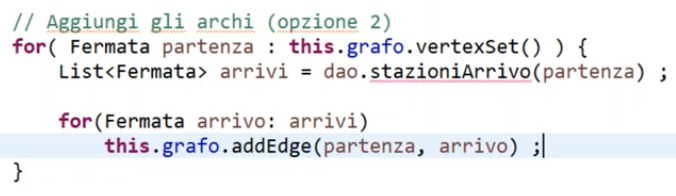 // Aggiungi gli archi (opzione 2)
for( Fermata partenza : this.grafo.vertexSet() ) {
    List<Fermata> arrivi = dao.stazioniArrivo(partenza) ;
    for(Fermata arrivo: arrivi)
        this.grafo.addEdge(partenza, arrivo) ;
}